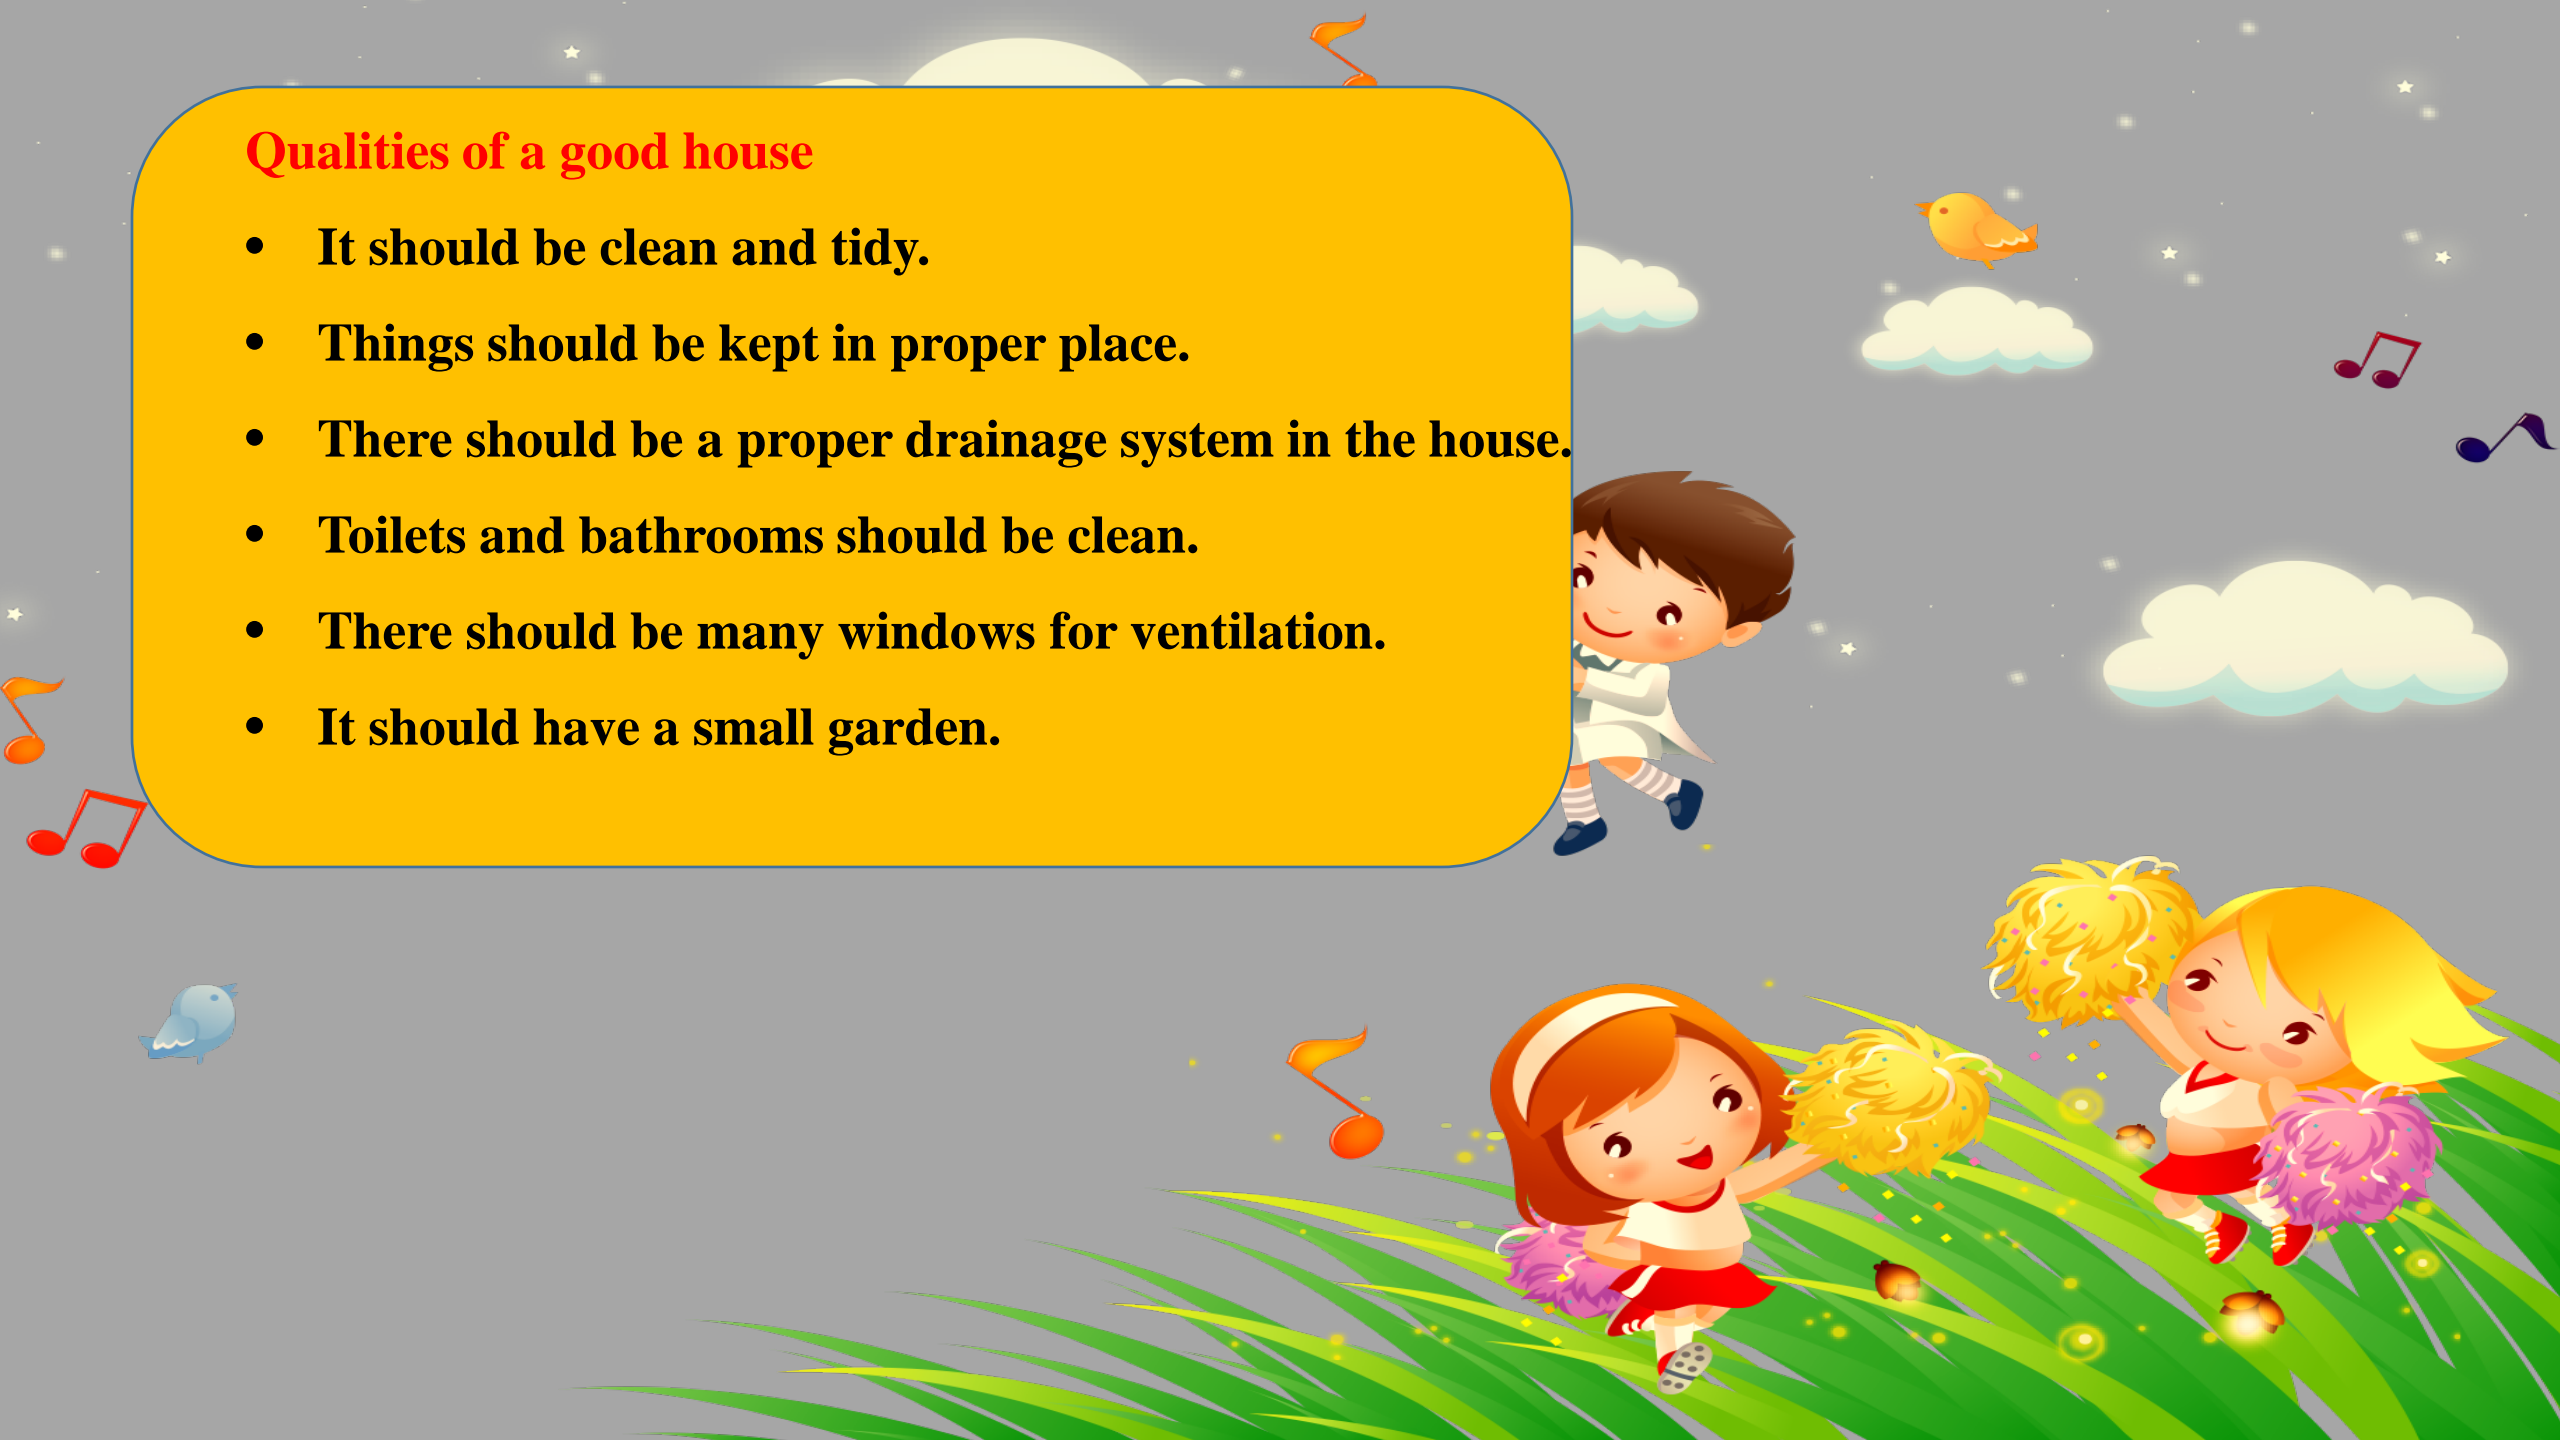 Qualities of a good house
• It should be clean and tidy.
• Things should be kept in proper place.
• There should be a proper drainage system in the house.
• Toilets and bathrooms should be clean.
• There should be many windows for ventilation.
• It should have a small garden.